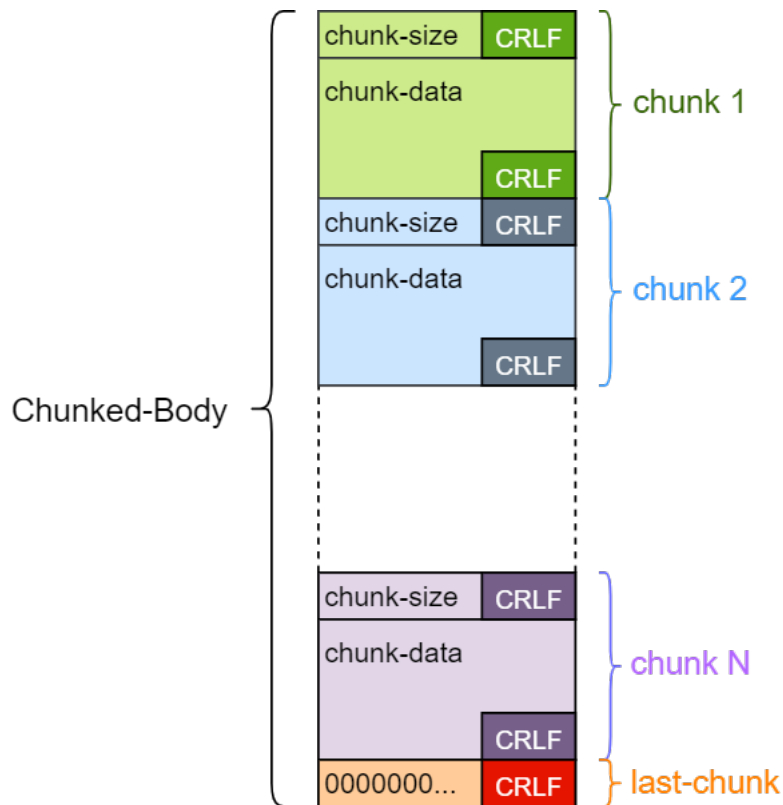 chunk-size CRLF
chunk-data
chunk 1
CRLF
chunk-size CRLF
chunk-data
chunk 2
CRLF
Chunked-Body
chunk-size CRLF
chunk-data
chunk N
CRLF
0000000... CRLF
last-chunk